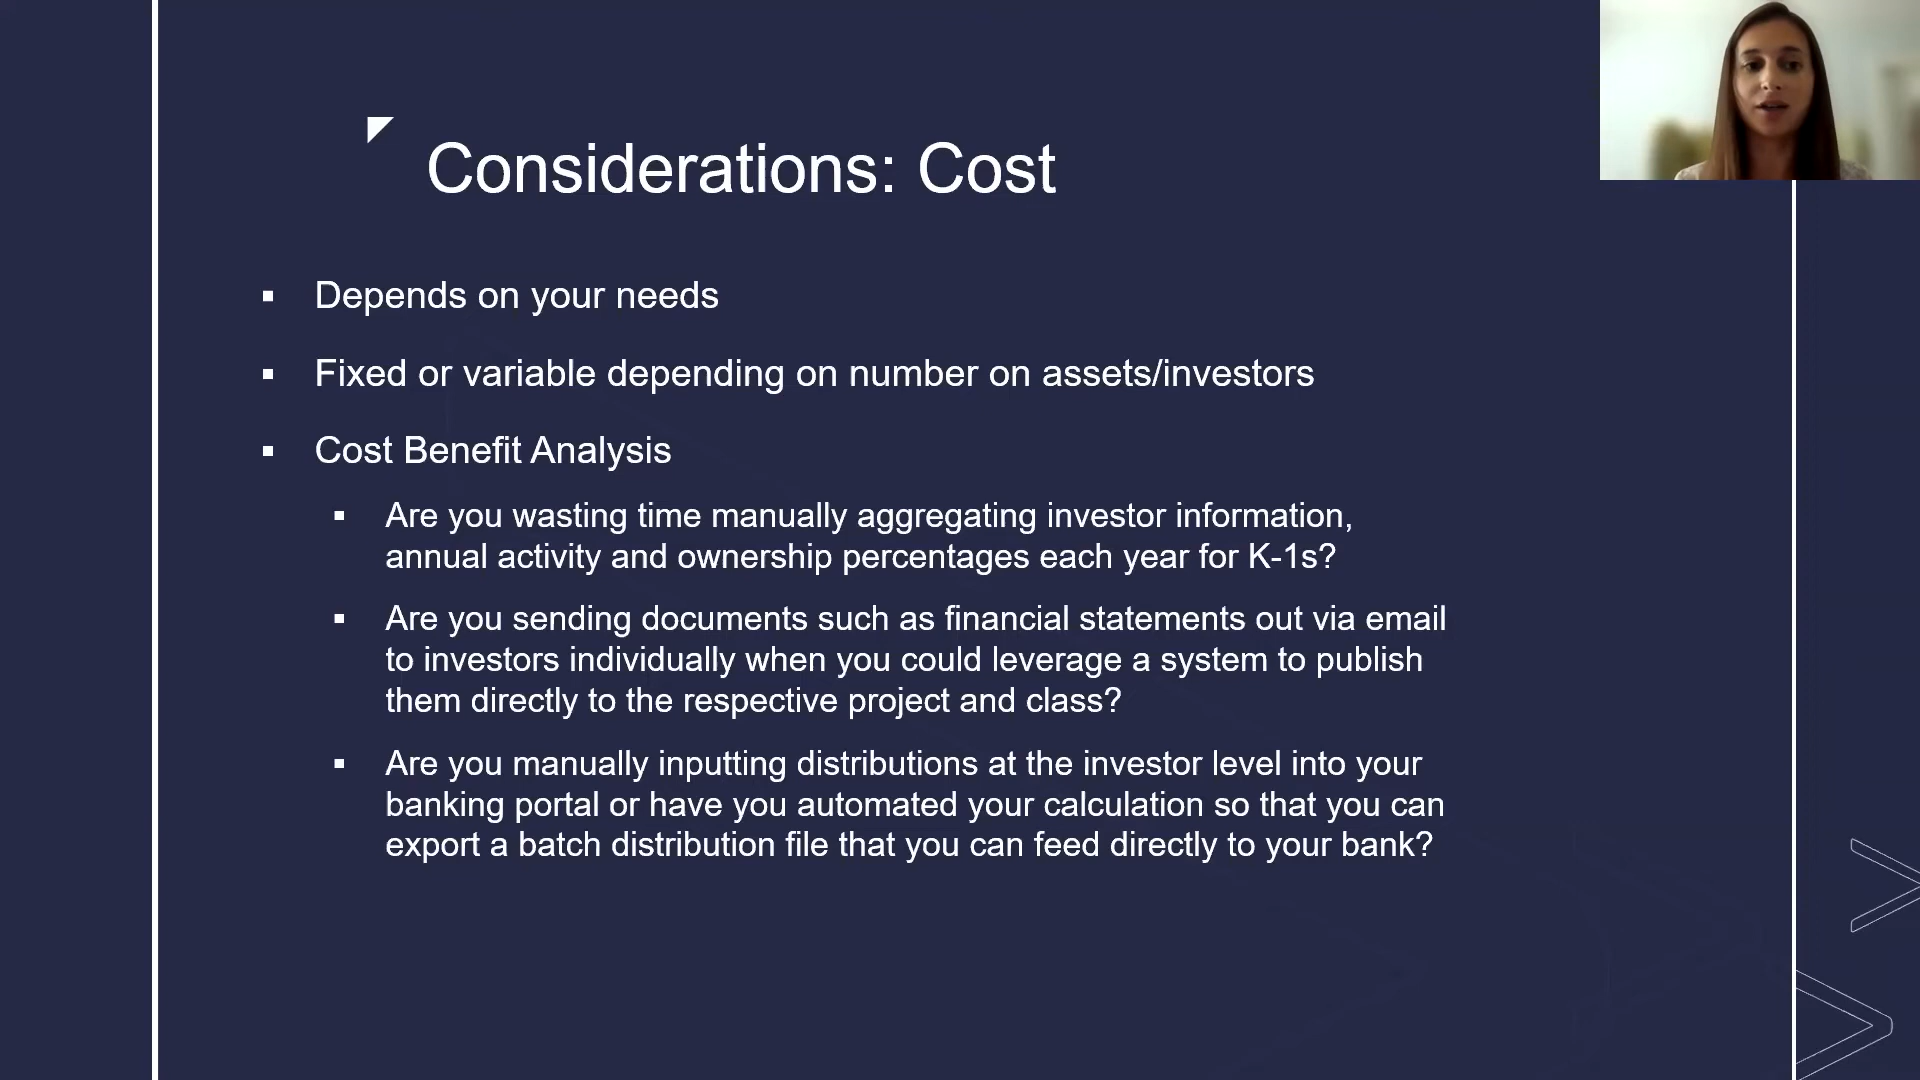 Considerations: Cost
Depends on your needs
Fixed or variable depending on number on assets/investors
Cost Benefit Analysis
Are you wasting time manually aggregating investor information,
annual activity and ownership percentages each year for K-1s?
Are you sending documents such as financial statements out via email
to investors individually when you could leverage a system to publish
them directly to the respective project and class?
Are you manually inputting distributions at the investor level into your
banking portal or have you automated your calculation so that you can
export a batch distribution file that you can feed directly to your bank?